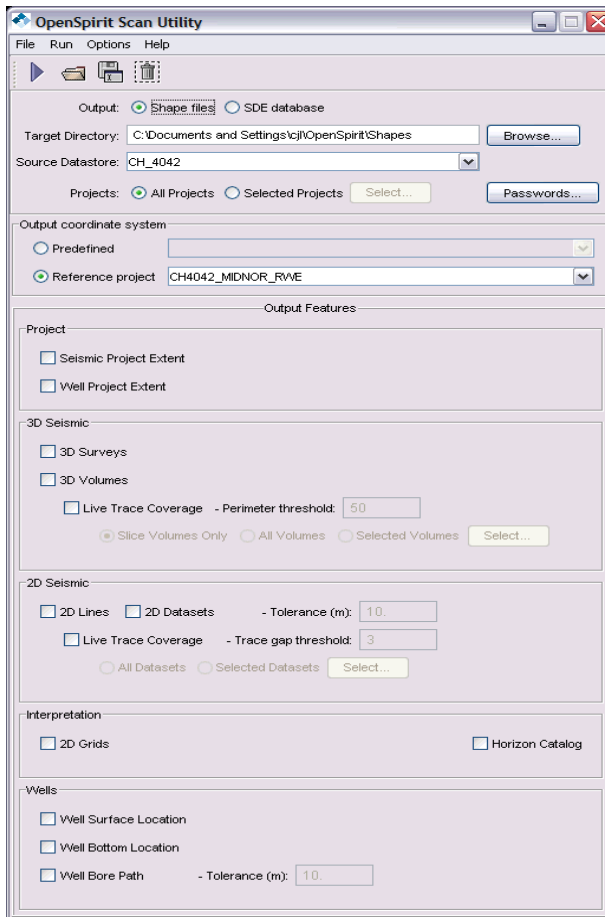 OpenSpirit Scan Utility
File Run Options Help
Output: Shape files SDE database
Target Directory: C:\Documents and Settings\cjl\OpenSpirit\Shapes Browse...
Source Datastore: CH_4042
Projects: All Projects Selected Projects Select... Passwords...
Output coordinate system
Predefined
Reference project CH4042_MIDNOR_RWE
Output Features
Project
Seismic Project Extent
Well Project Extent
3D Seismic
3D Surveys
3D Volumes
Live Trace Coverage - Perimeter threshold: 50
Slice Volumes Only All Volumes Selected Volumes Select...
2D Seismic
2D Lines 2D Datasets - Tolerance (m): 10.
Live Trace Coverage - Trace gap threshold: 3
All Datasets Selected Datasets Select...
Interpretation
2D Grids Horizon Catalog
Wells
Well Surface Location
Well Bottom Location
Well Bore Path - Tolerance (m): 10.